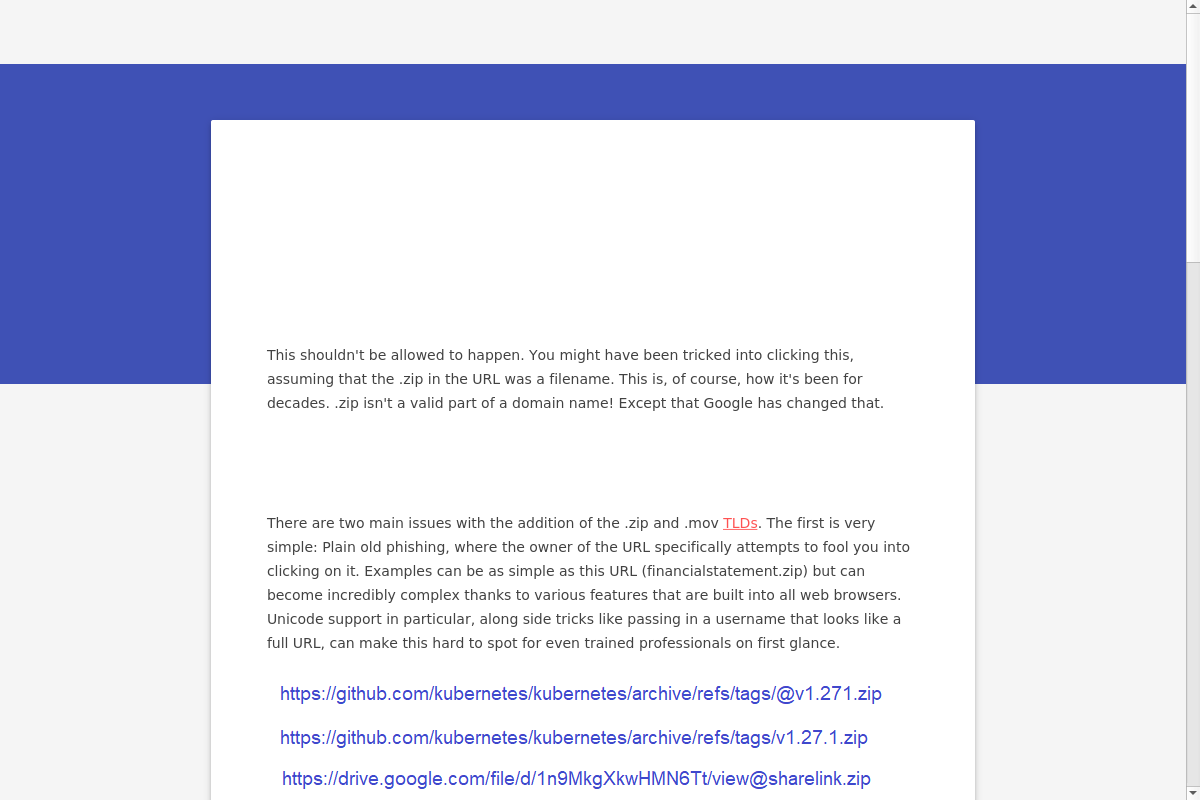 This shouldn't be allowed to happen. You might have been tricked into clicking this,
assuming that the .zip in the URL was a filename. This is, of course, how it's been for
decades. .zip isn't a valid part of a domain name! Except that Google has changed that.
There are two main issues with the addition of the .zip and .mov TLDs. The first is very
simple: Plain old phishing, where the owner of the URL specifically attempts to fool you into
clicking on it. Examples can be as simple as this URL (financialstatement.zip) but can
become incredibly complex thanks to various features that are built into all web browsers.
Unicode support in particular, along side tricks like passing in a username that looks like a
full URL, can make this hard to spot for even trained professionals on first glance.
https://github.com/kubernetes/kubernetes/archive/refs/tags/@v1.271.zip
https://github.com/kubernetes/kubernetes/archive/refs/tags/v1.27.1.zip
https://drive.google.com/file/d/1n9MkgXkwHMN6Tt/view@sharelink.zip